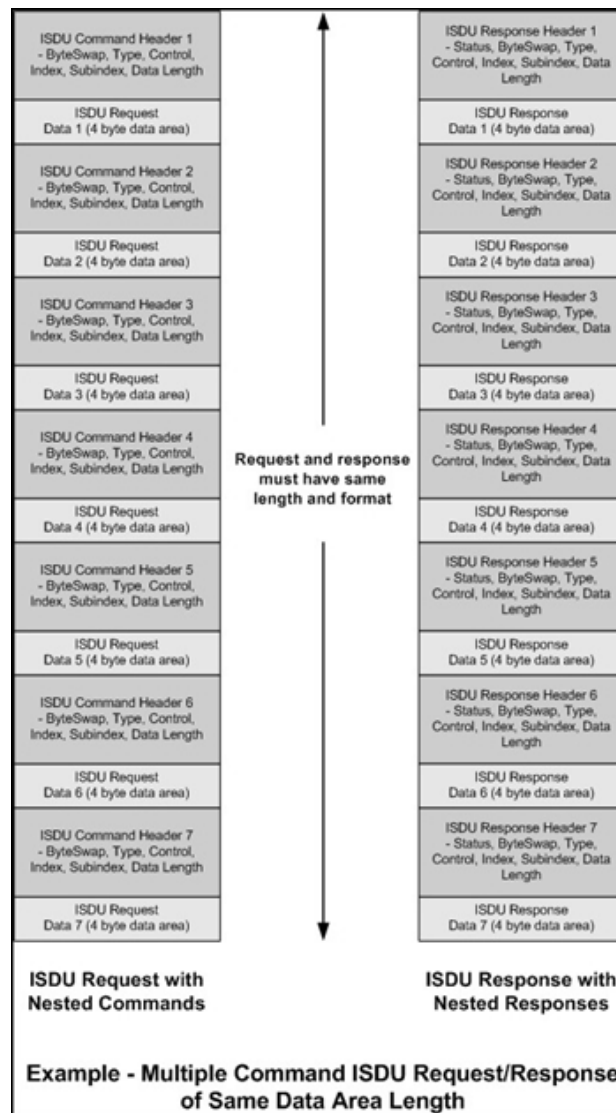 ISDU Command Header 1
- ByteSwap, Type, Control,
Index, Subindex, Data Length
ISDU Request
Data 1 (4 byte data area)
ISDU Command Header 2
- ByteSwap, Type, Control,
Index, Subindex, Data Length
ISDU Request
Data 2 (4 byte data area)
ISDU Command Header 3
- ByteSwap, Type, Control,
Index, Subindex, Data Length
ISDU Request
Data 3 (4 byte data area)
ISDU Command Header 4
- ByteSwap, Type, Control,
Index, Subindex, Data Length
ISDU Request
Data 4 (4 byte data area)
ISDU Command Header 5
- ByteSwap, Type, Control,
Index, Subindex, Data Length
ISDU Request
Data 5 (4 byte data area)
ISDU Command Header 6
- ByteSwap, Type, Control,
Index, Subindex, Data Length
ISDU Request
Data 6 (4 byte data area)
ISDU Command Header 7
- ByteSwap, Type, Control,
Index, Subindex, Data Length
ISDU Request
Data 7 (4 byte data area)
ISDU Request with
Nested Commands
Request and response
must have same
length and format
ISDU Response Header 1
- Status, ByteSwap, Type,
Control, Index, Subindex, Data
Length
ISDU Response
Data 1 (4 byte data area)
ISDU Response Header 2
- Status, ByteSwap, Type,
Control, Index, Subindex, Data
Length
ISDU Response
Data 2 (4 byte data area)
ISDU Response Header 3
- Status, ByteSwap, Type,
Control, Index, Subindex, Data
Length
ISDU Response
Data 3 (4 byte data area)
ISDU Response Header 4
- Status, ByteSwap, Type,
Control, Index, Subindex, Data
Length
ISDU Response
Data 4 (4 byte data area)
ISDU Response Header 5
- Status, ByteSwap, Type,
Control, Index, Subindex, Data
Length
ISDU Response
Data 5 (4 byte data area)
ISDU Response Header 6
- Status, ByteSwap, Type,
Control, Index, Subindex, Data
Length
ISDU Response
Data 6 (4 byte data area)
ISDU Response Header 7
- Status, ByteSwap, Type,
Control, Index, Subindex, Data
Length
ISDU Response
Data 7 (4 byte data area)
ISDU Response with
Nested Responses
Example - Multiple Command ISDU Request/Response
of Same Data Area Length